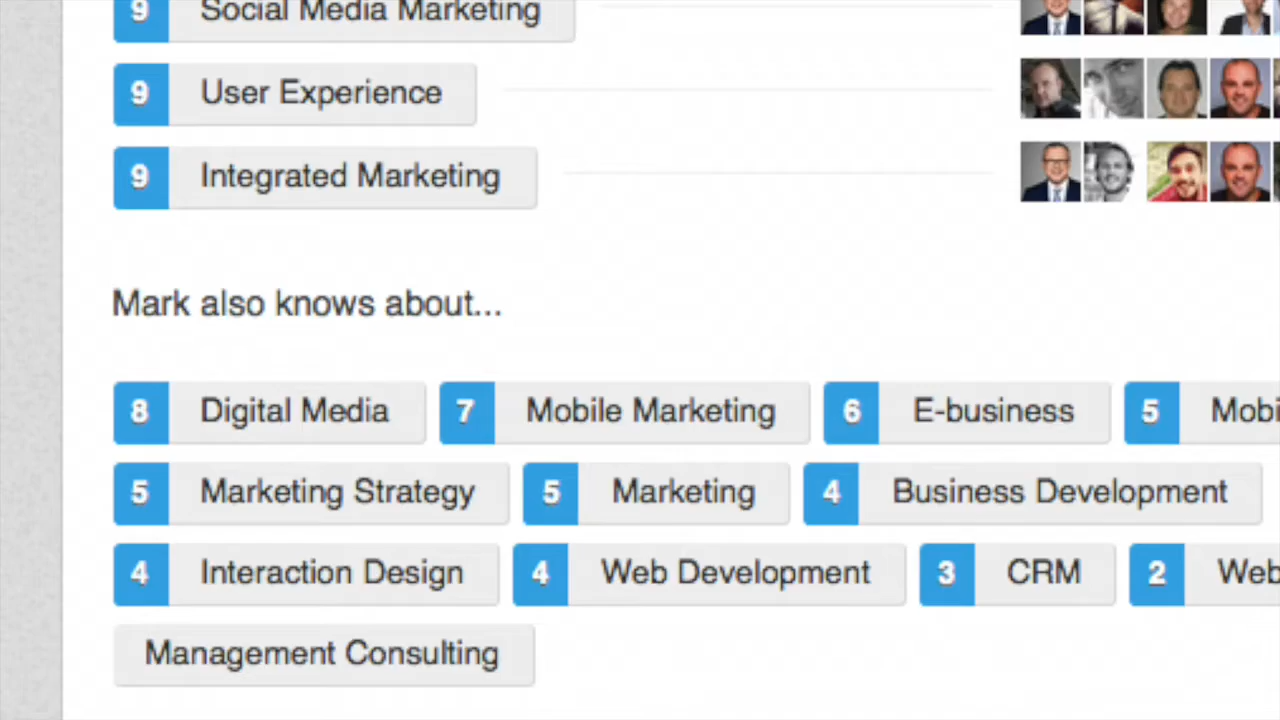 9 Social Media Marketing
9 User Experience
9 Integrated Marketing
Mark also knows about...
8 Digital Media 7 Mobile Marketing 6 E-business 5
5 Marketing Strategy 5 Marketing 4 Business Development
4 Interaction Design 4 Web Development 3 CRM 2 Web
Management Consulting